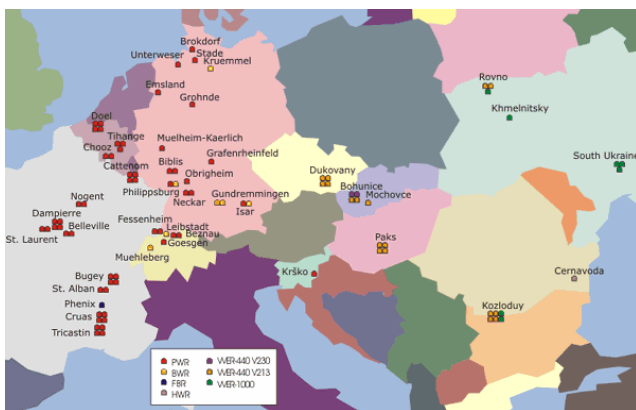 Brokdorf
Stade
Unterweser
Kruemmel
Emsland
Grohnde
Rovno
Khmelnitsky
Doel
Tihange
Chooz
Cattenom
Muelheim-Kaerlich
Grafenrheinfeld
Biblis
Obrigheim
Philippsburg
Neckar
Gundremmingen
Isar
South Ukraine
Dukovany
Bohunice
Mochovce
Nogent
Dampierre
Belleville
St. Laurent
Fessenheim
Leibstadt
Beznau
Goesgen
Muehleberg
Paks
Krško
Cernavoda
Bugey
St. Alban
Phenix
Cruas
Tricastin
Kozloduy
PWR
BWR
FBR
HWR
VVER-440 V230
VVER-440 V213
VVER-1000